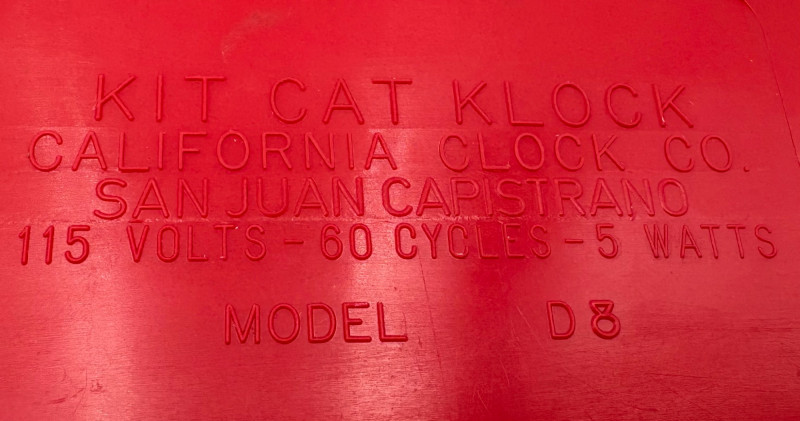 KIT CAT KLOCK
CALIFORNIA CLOCK CO.
SAN JUAN CAPISTRANO
115 VOLTS - 60 CYCLES - 5 WATTS
MODEL D8